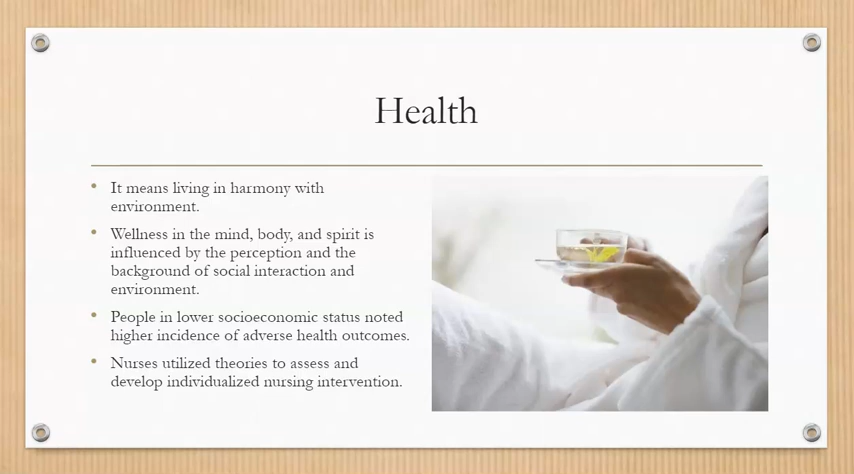 Health
• It means living in harmony with
environment.
• Wellness in the mind, body, and spirit is
influenced by the perception and the
background of social interaction and
environment.
• People in lower socioeconomic status noted
higher incidence of adverse health outcomes.
• Nurses utilized theories to assess and
develop individualized nursing intervention.